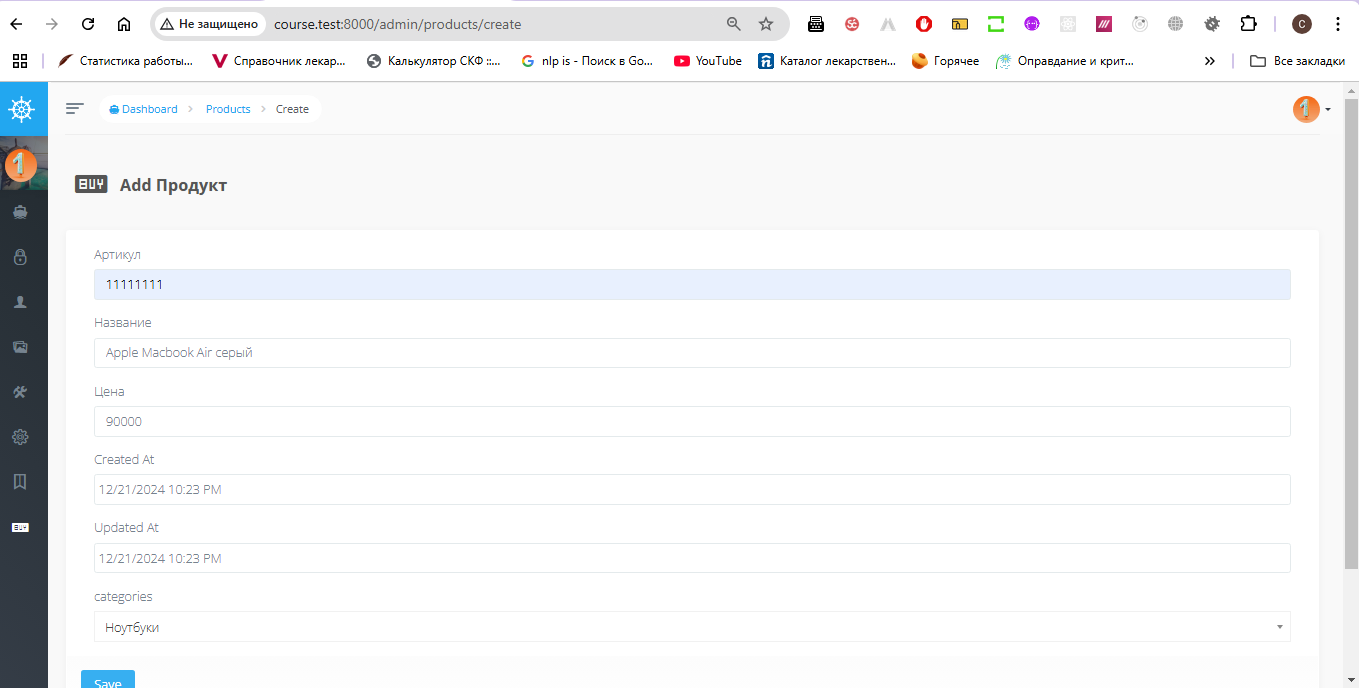 Не защищено course.test:8000/admin/products/create
C
Статистика работы... Справочник лекар... Калькулятор СКФ ::... nlp is - Поиск в Go... YouTube Каталог лекарствен... Горячее Оправдание и крит... » Все закладки
Dashboard Products Create
1
1
BUY Add Продукт
Артикул
11111111
Название
Apple Macbook Air серый
Цена
90000
Created At
12/21/2024 10:23 PM
Updated At
12/21/2024 10:23 PM
BUY
categories
Ноутбуки
Save